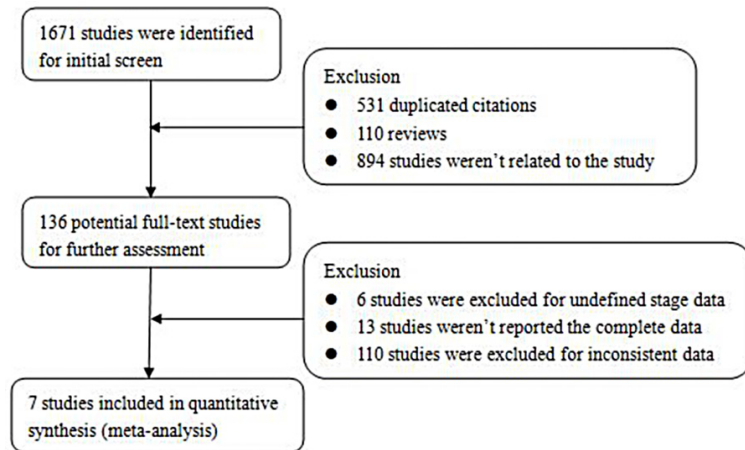 1671 studies were identified
for initial screen
Exclusion
● 531 duplicated citations
● 110 reviews
● 894 studies weren't related to the study
136 potential full-text studies
for further assessment
Exclusion
● 6 studies were excluded for undefined stage data
● 13 studies weren't reported the complete data
● 110 studies were excluded for inconsistent data
7 studies included in quantitative
synthesis (meta-analysis)